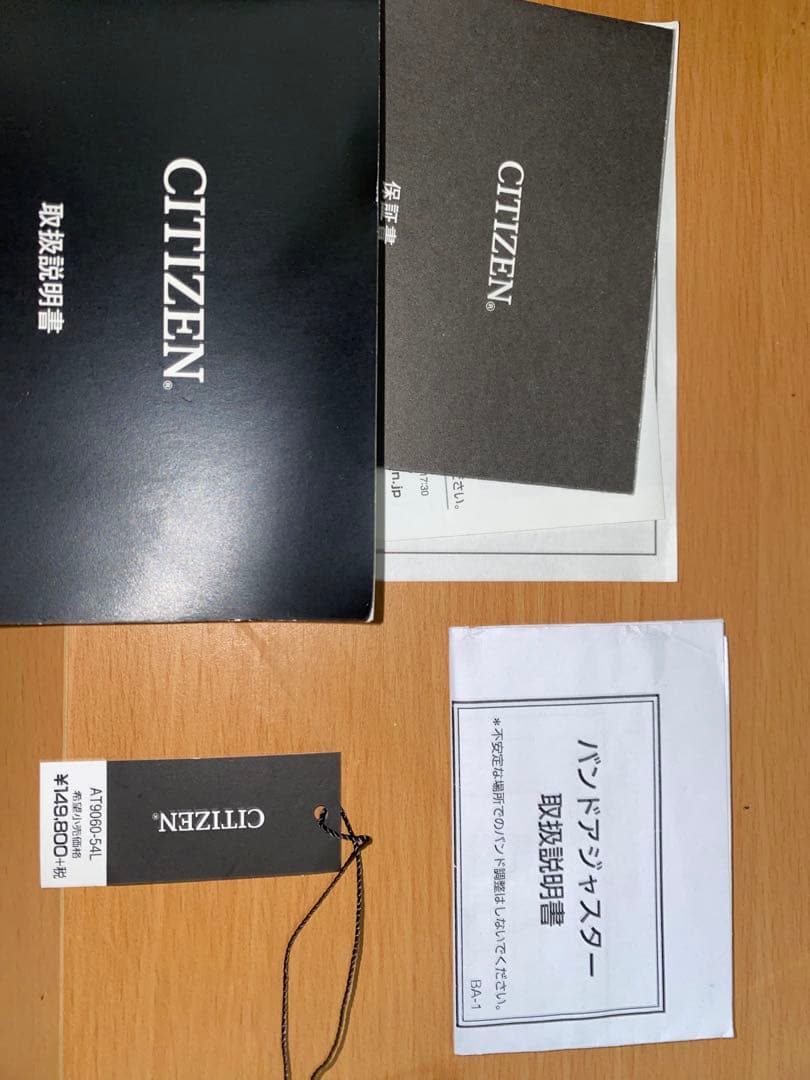 CITIZEN®
取扱説明書
CITIZEN®
保証書
さい。
17:30
n.jp
バンドアジャスター
取扱説明書
*不安定な場所でのバンド調整はしないでください。
BA-1
CITIZEN®
AT9060-54L
希望小売価格
¥149,800+税